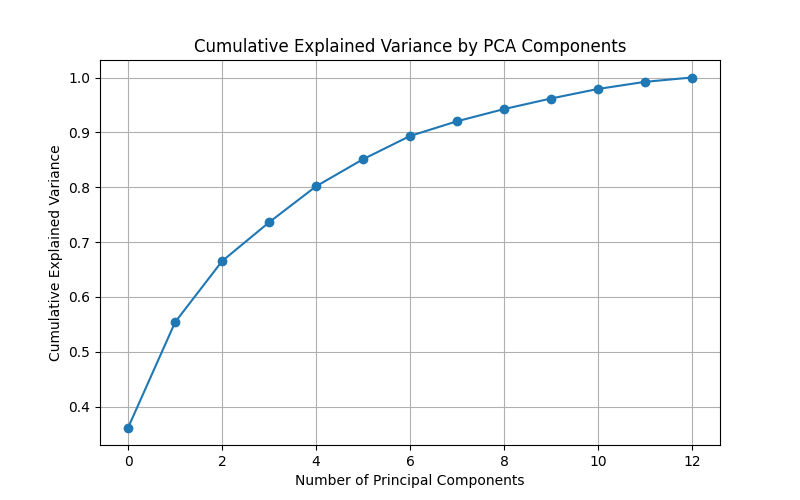 Cumulative Explained Variance by PCA Components
1.0
0.9
0.8
0.7
0.6
0.5
0.4
Cumulative Explained Variance
0 2 4 6 8 10 12
Number of Principal Components